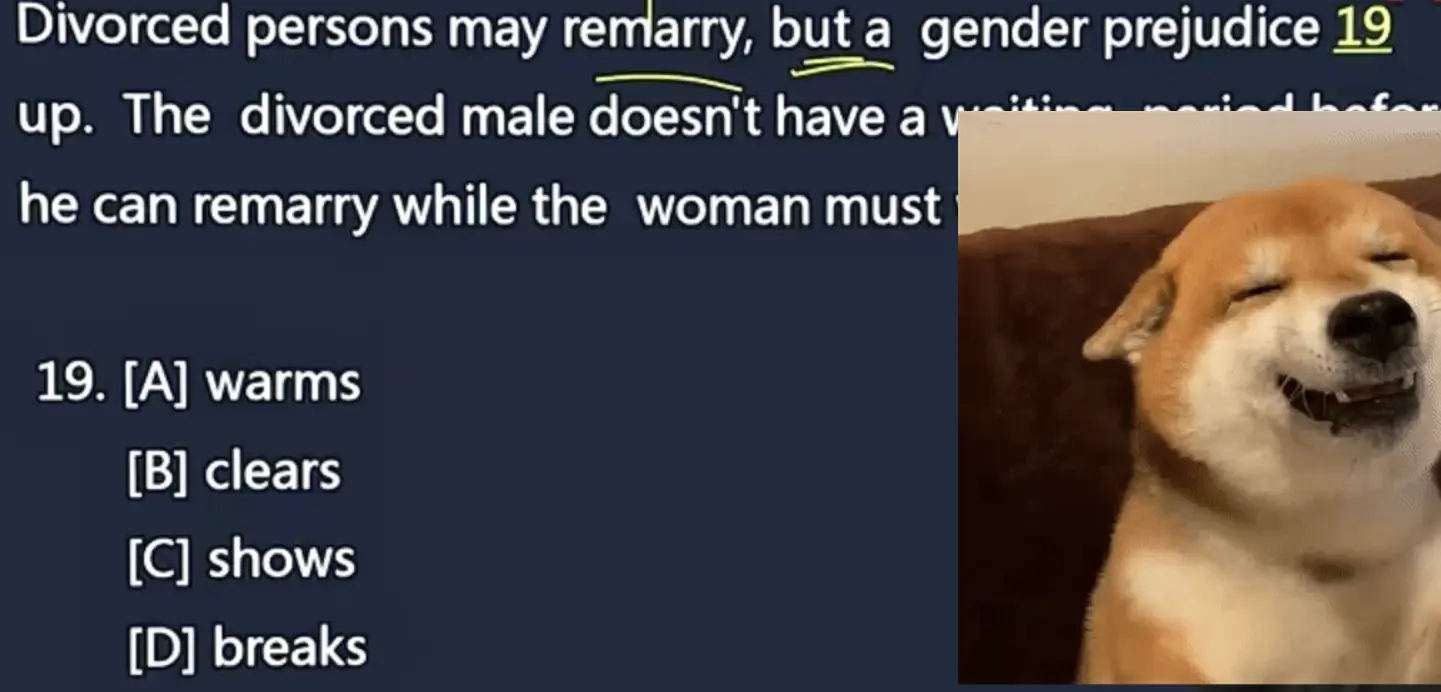 Divorced persons may remarry, but a gender prejudice 19
up. The divorced male doesn't have a
he can remarry while the woman must
19. [A] warms
[B] clears
[C] shows
[D] breaks